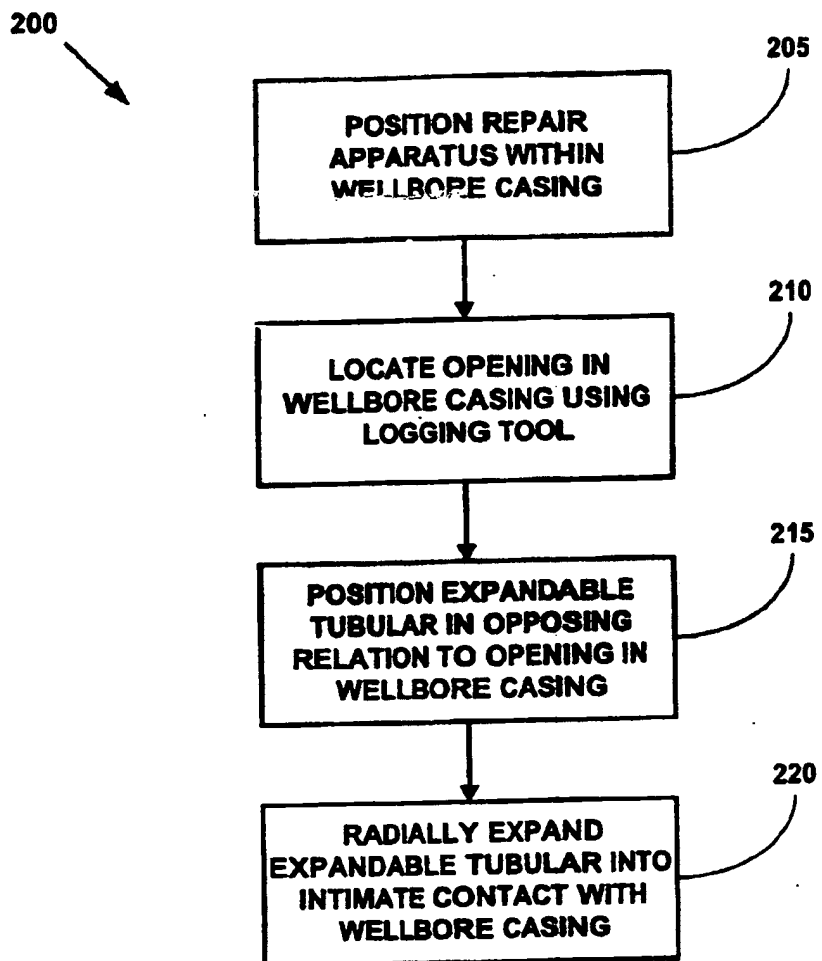 200
205
POSITION REPAIR
APPARATUS WITHIN
WELLBORE CASING
210
LOCATE OPENING IN
WELLBORE CASING USING
LOGGING TOOL
215
POSITION EXPANDABLE
TUBULAR IN OPPOSING
RELATION TO OPENING IN
WELLBORE CASING
220
RADIALLY EXPAND
EXPANDABLE TUBULAR INTO
INTIMATE CONTACT WITH
WELLBORE CASING